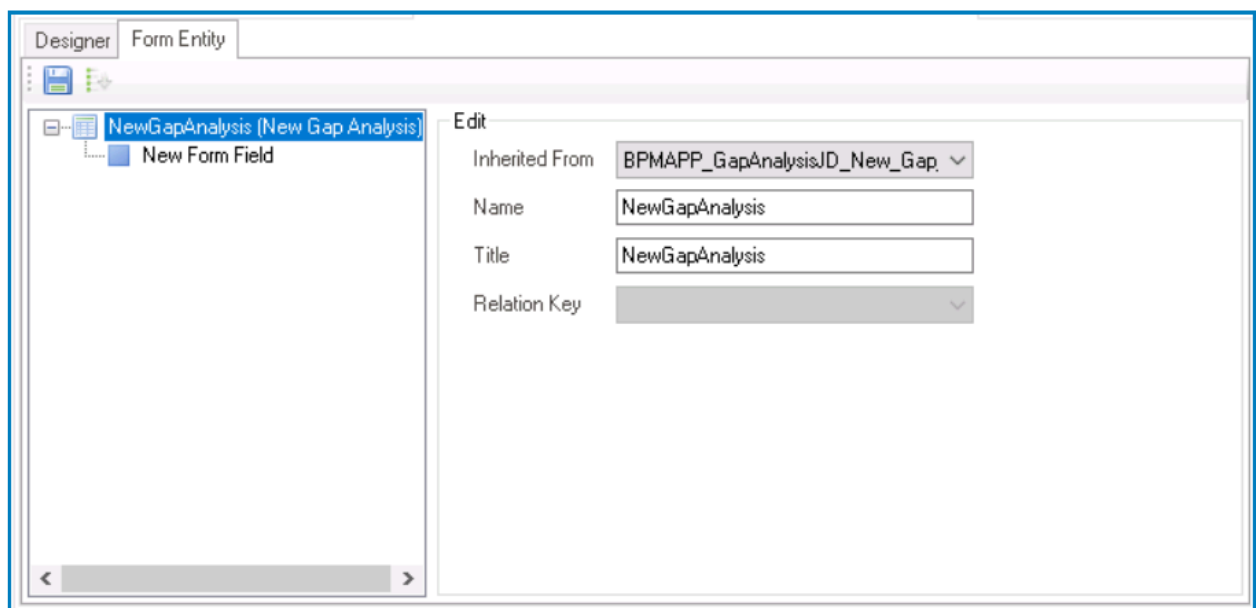 Designer
Form Entity
NewGapAnalysis (New Gap Analysis)
New Form Field
Edit
Inherited From
BPMAPP_GapAnalysisJD_New_Gap_
Name
NewGapAnalysis
Title
NewGapAnalysis
Relation Key